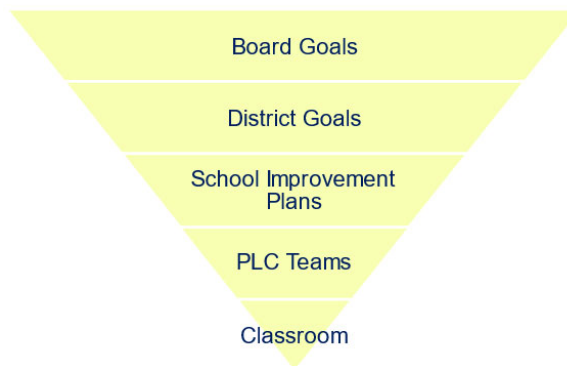 Board Goals
District Goals
School Improvement
Plans
PLC Teams
Classroom